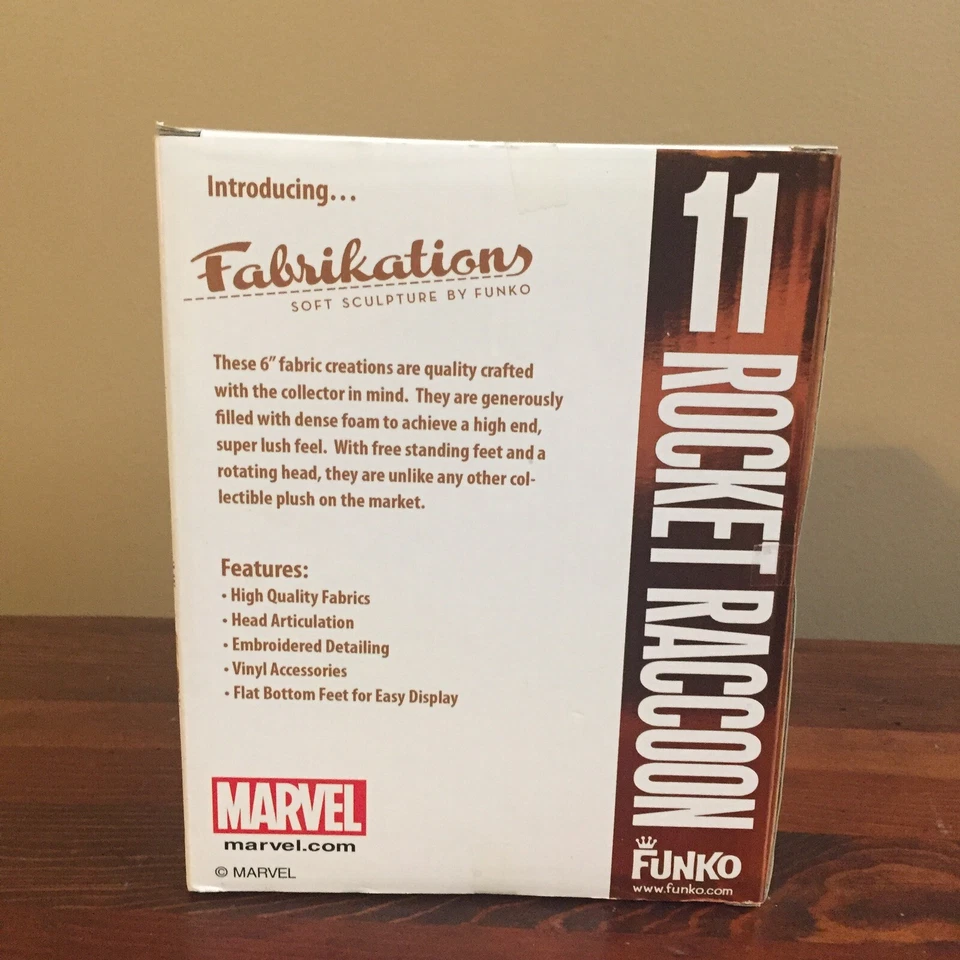 Introducing...
Fabrikations
SOFT SCULPTURE BY FUNKO
These 6” fabric creations are quality crafted
with the collector in mind. They are generously
filled with dense foam to achieve a high end,
super lush feel. With free standing feet and a
rotating head, they are unlike any other col-
lectible plush on the market.
Features:
• High Quality Fabrics
• Head Articulation
• Embroidered Detailing
• Vinyl Accessories
• Flat Bottom Feet for Easy Display
MARVEL
marvel.com
© MARVEL
11 ROCKET RACCOON
FUNKO
www.funko.com